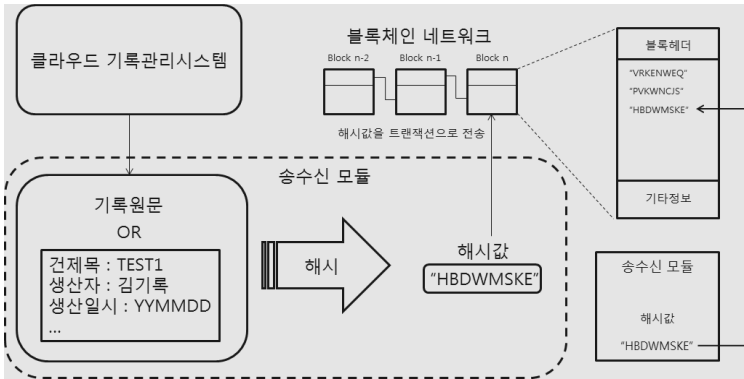 클라우드 기록관리시스템
블록체인 네트워크
Block n-2
Block n-1
Block n
해시값을 트랜잭션으로 전송
블록헤더
"VRKENWEQ"
"PVKWNCJS"
"HBDWMSKE"
기타정보
송수신 모듈
기록원문
OR
건제목 : TEST1
생산자 : 김기록
생산일시 : YYMMDD
...
해시
해시값
"HBDWMSKE"
송수신 모듈
해시값
"HBDWMSKE"